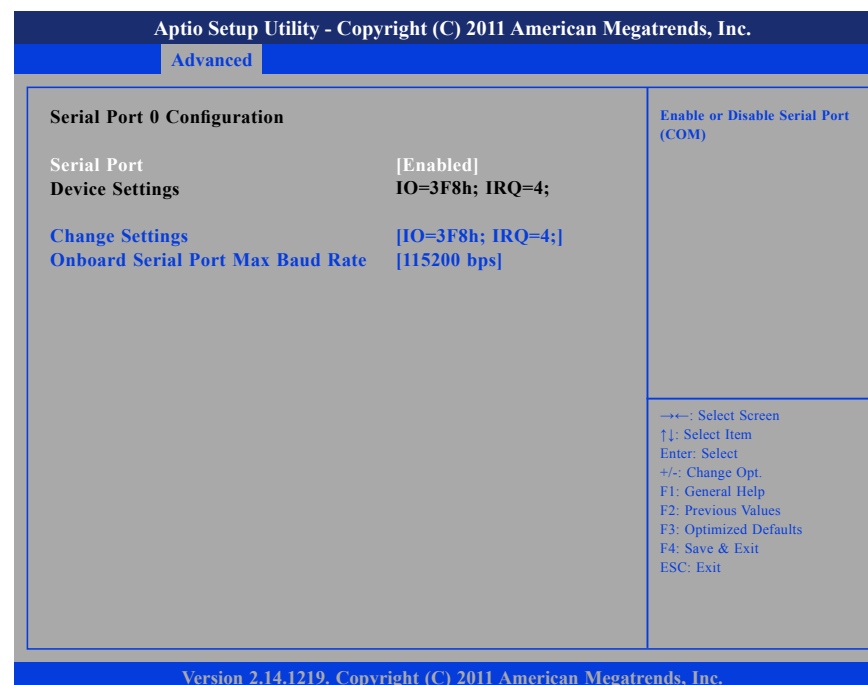 Aptio Setup Utility - Copyright (C) 2011 American Megatrends, Inc.
Advanced
Serial Port 0 Configuration
Serial Port [Enabled]
Device Settings IO=3F8h; IRQ=4;
Change Settings [IO=3F8h; IRQ=4;]
Onboard Serial Port Max Baud Rate [115200 bps]
Enable or Disable Serial Port
(COM)
→←: Select Screen
↑↓: Select Item
Enter: Select
+/-: Change Opt.
F1: General Help
F2: Previous Values
F3: Optimized Defaults
F4: Save & Exit
ESC: Exit
Version 2.14.1219. Copyright (C) 2011 American Megatrends, Inc.